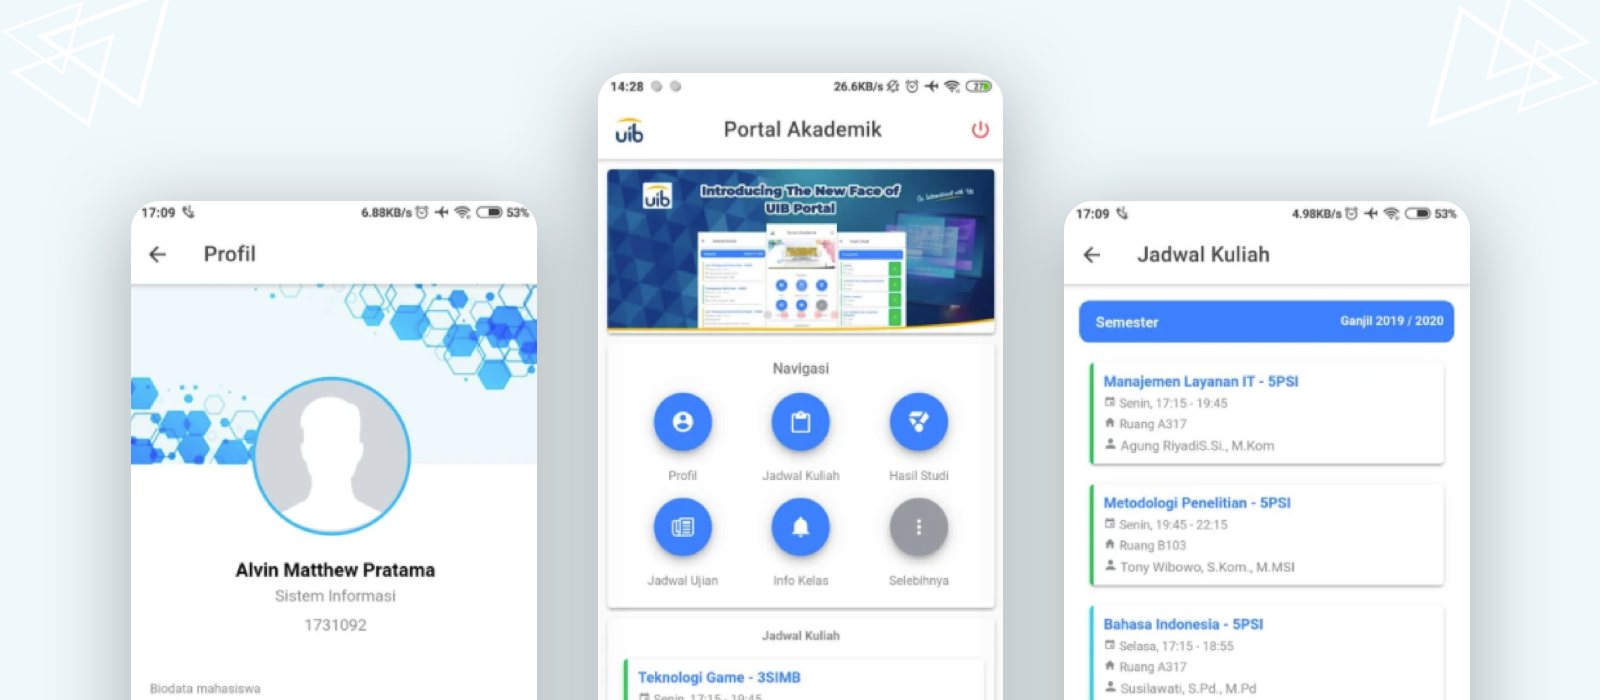 17:09
6.88KB/s
53%
Profil
Alvin Matthew Pratama
Sistem Informasi
1731092
Biodata mahasiswa
14:28
26.6KB/s
27
uib
Portal Akademik
uib
Introducing The New Face of
UIB Portal
Navigasi
Profil
Jadwal Kuliah
Hasil Studi
Jadwal Ujian
Info Kelas
Selebihnya
Jadwal Kuliah
Teknologi Game - 3SIMB
Senin, 17:15 - 19:45
17:09
4.98KB/s
53%
Jadwal Kuliah
Semester
Ganjil 2019 / 2020
Manajemen Layanan IT - 5PSI
Senin, 17:15 - 19:45
Ruang A317
Agung RiyadiS.Si., M.Kom
Metodologi Penelitian - 5PSI
Senin, 19:45 - 22:15
Ruang B103
Tony Wibowo, S.Kom., M.MSI
Bahasa Indonesia - 5PSI
Selasa, 17:15 - 18:55
Ruang A317
Susilawati, S.Pd., M.Pd